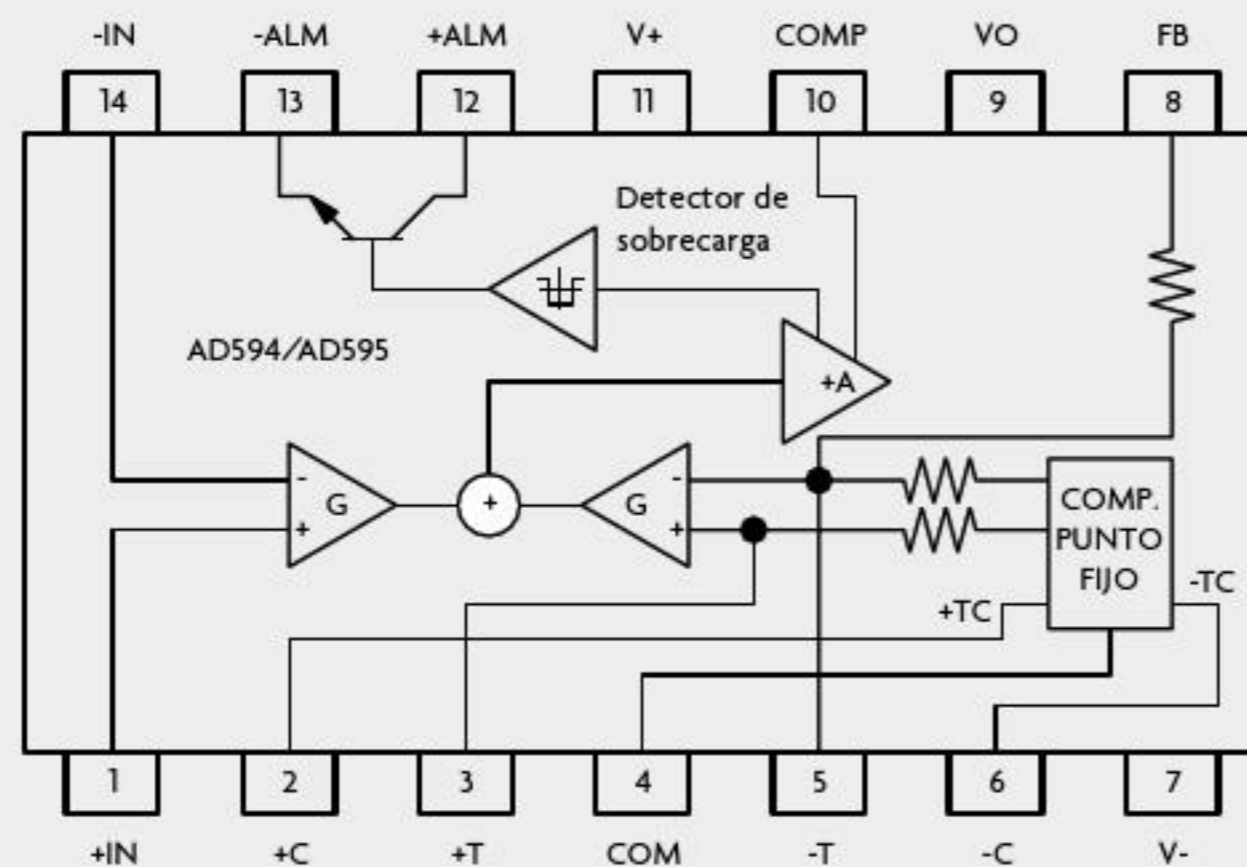 -IN -ALM +ALM V+ COMP VO FB
14 13 12 11 10 9 8
Detector de
sobrecarga
AD594/AD595
+A
- G +
+
- G +
COMP.
PUNTO
FIJO
+TC
-TC
1 2 3 4 5 6 7
+IN +C +T COM -T -C V-